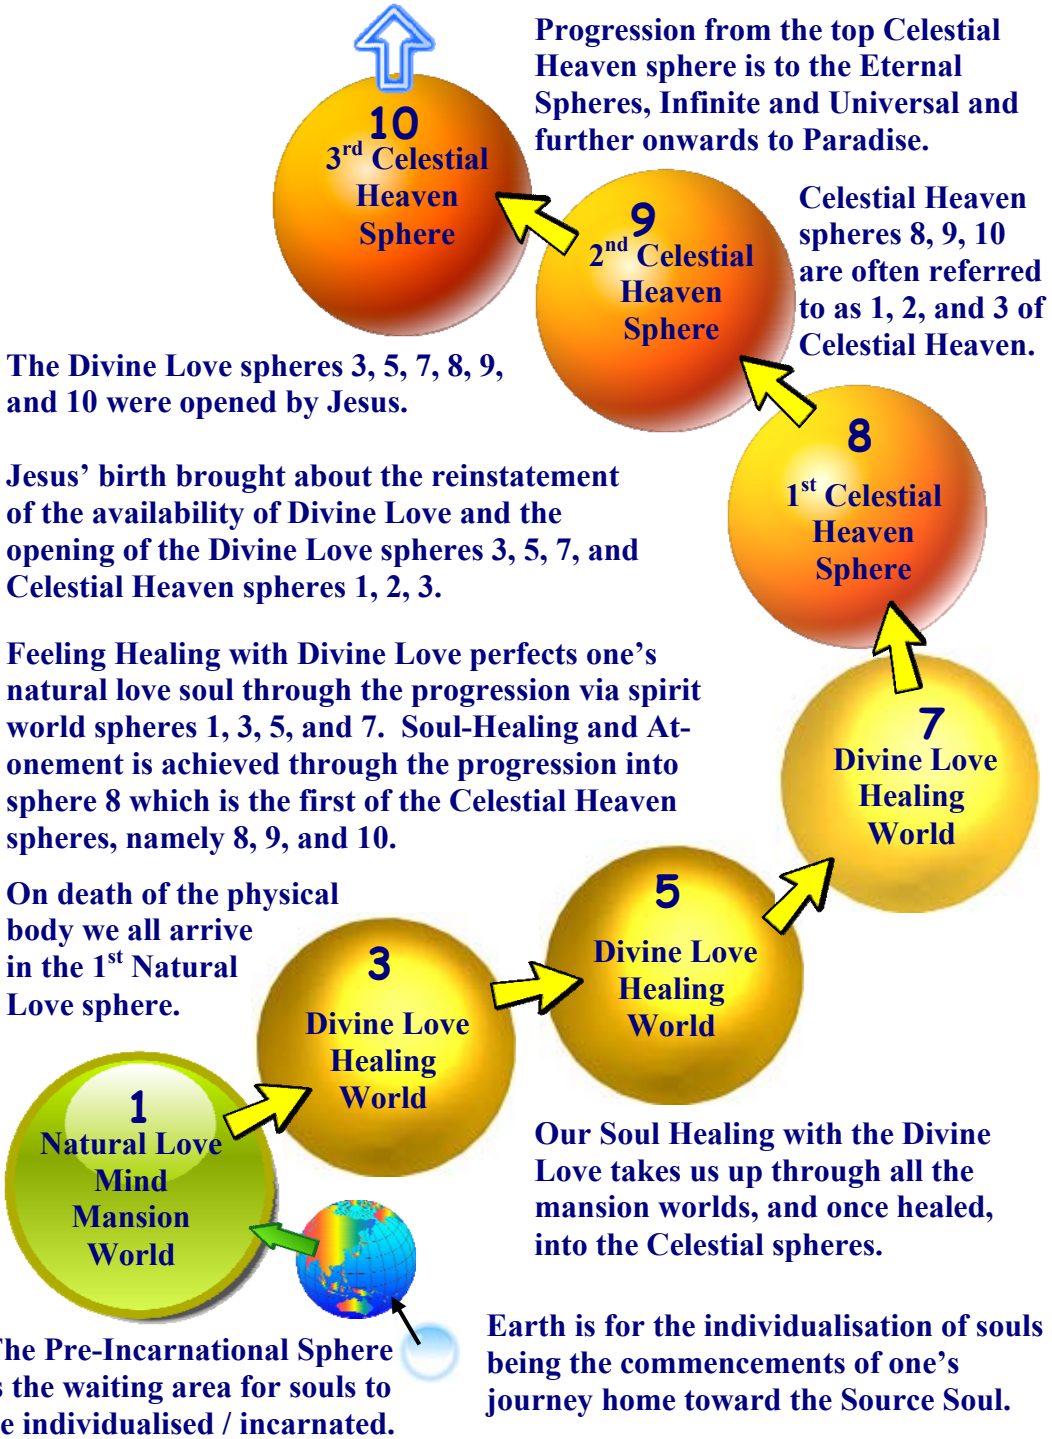 Progression from the top Celestial
Heaven sphere is to the Eternal
Spheres, Infinite and Universal and
further onwards to Paradise.
10
3rd Celestial
Heaven
Sphere
9
2nd Celestial
Heaven
Sphere
Celestial Heaven
spheres 8, 9, 10
are often referred
to as 1, 2, and 3 of
Celestial Heaven.
The Divine Love spheres 3, 5, 7, 8, 9,
and 10 were opened by Jesus.
8
1st Celestial
Heaven
Sphere
Jesus’ birth brought about the reinstatement
of the availability of Divine Love and the
opening of the Divine Love spheres 3, 5, 7, and
Celestial Heaven spheres 1, 2, 3.
Feeling Healing with Divine Love perfects one’s
natural love soul through the progression via spirit
world spheres 1, 3, 5, and 7.  Soul-Healing and At-
onement is achieved through the progression into
sphere 8 which is the first of the Celestial Heaven
spheres, namely 8, 9, and 10.
7
Divine Love
Healing
World
5
Divine Love
Healing
World
On death of the physical
body we all arrive
in the 1st Natural
Love sphere.
3
Divine Love
Healing
World
1
Natural Love
Mind
Mansion
World
Our Soul Healing with the Divine
Love takes us up through all the
mansion worlds, and once healed,
into the Celestial spheres.
Earth is for the individualisation of souls
being the commencements of one’s
journey home toward the Source Soul.
The Pre-Incarnational Sphere
s the waiting area for souls to
e individualised / incarnated.